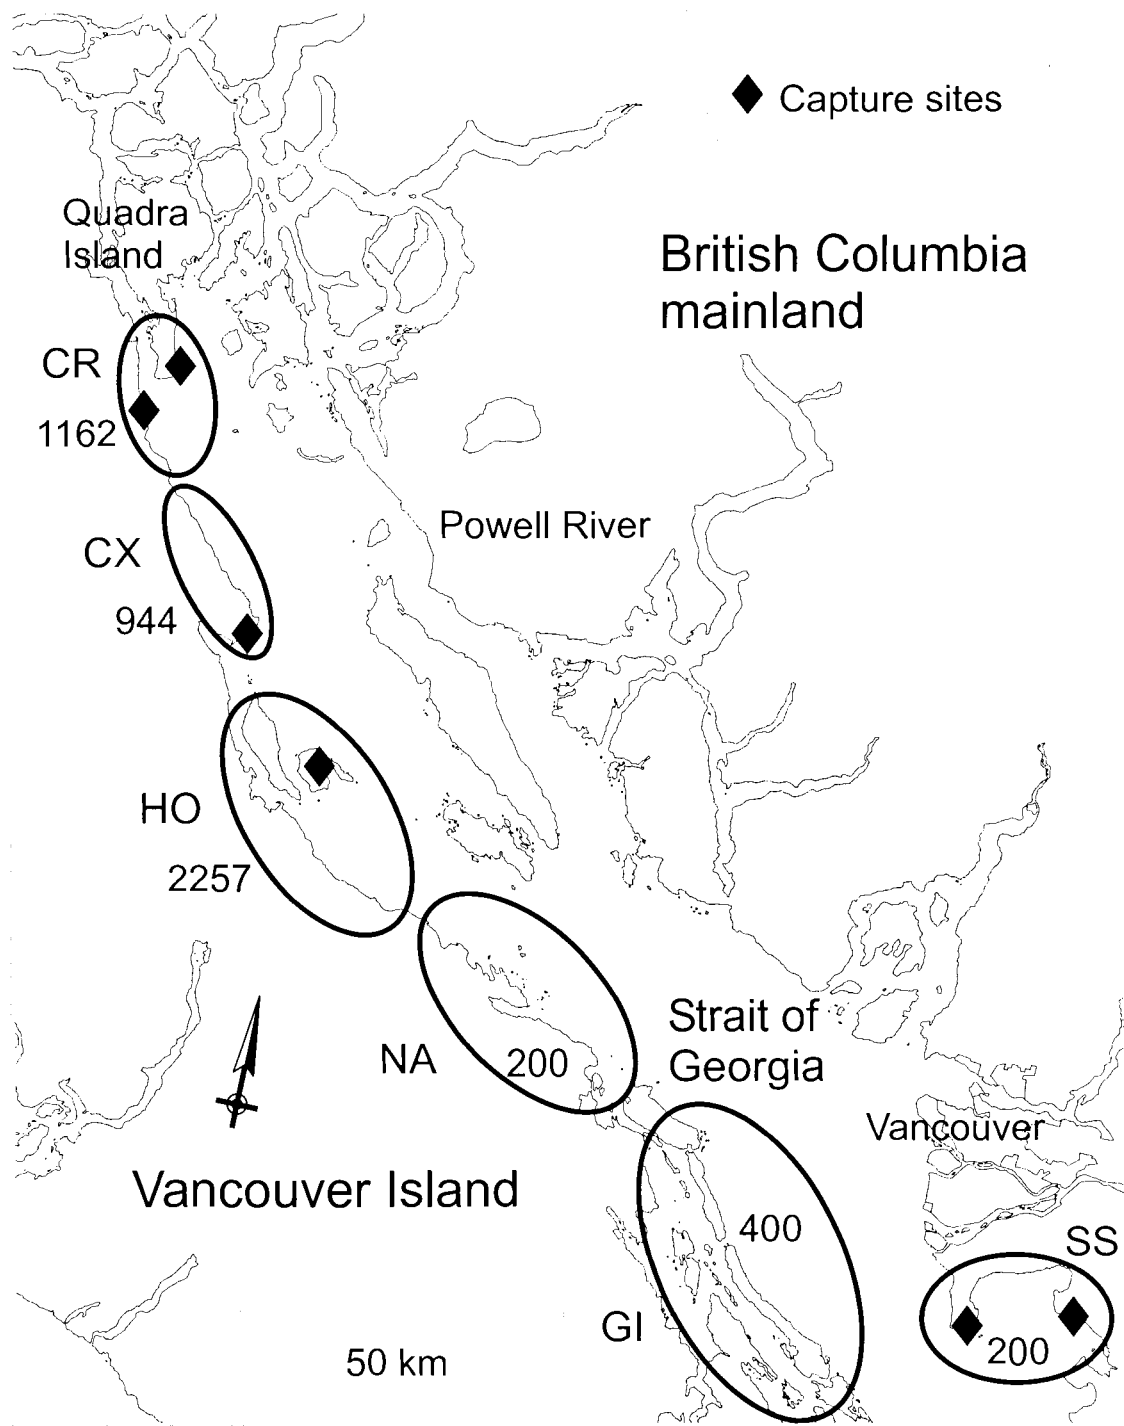 Capture sites
Quadra
Island
British Columbia
mainland
CR
1162
Powell River
CX
944
HO
2257
Strait of
Georgia
NA
200
Vancouver
Vancouver Island
400
SS
GI
200
50 km